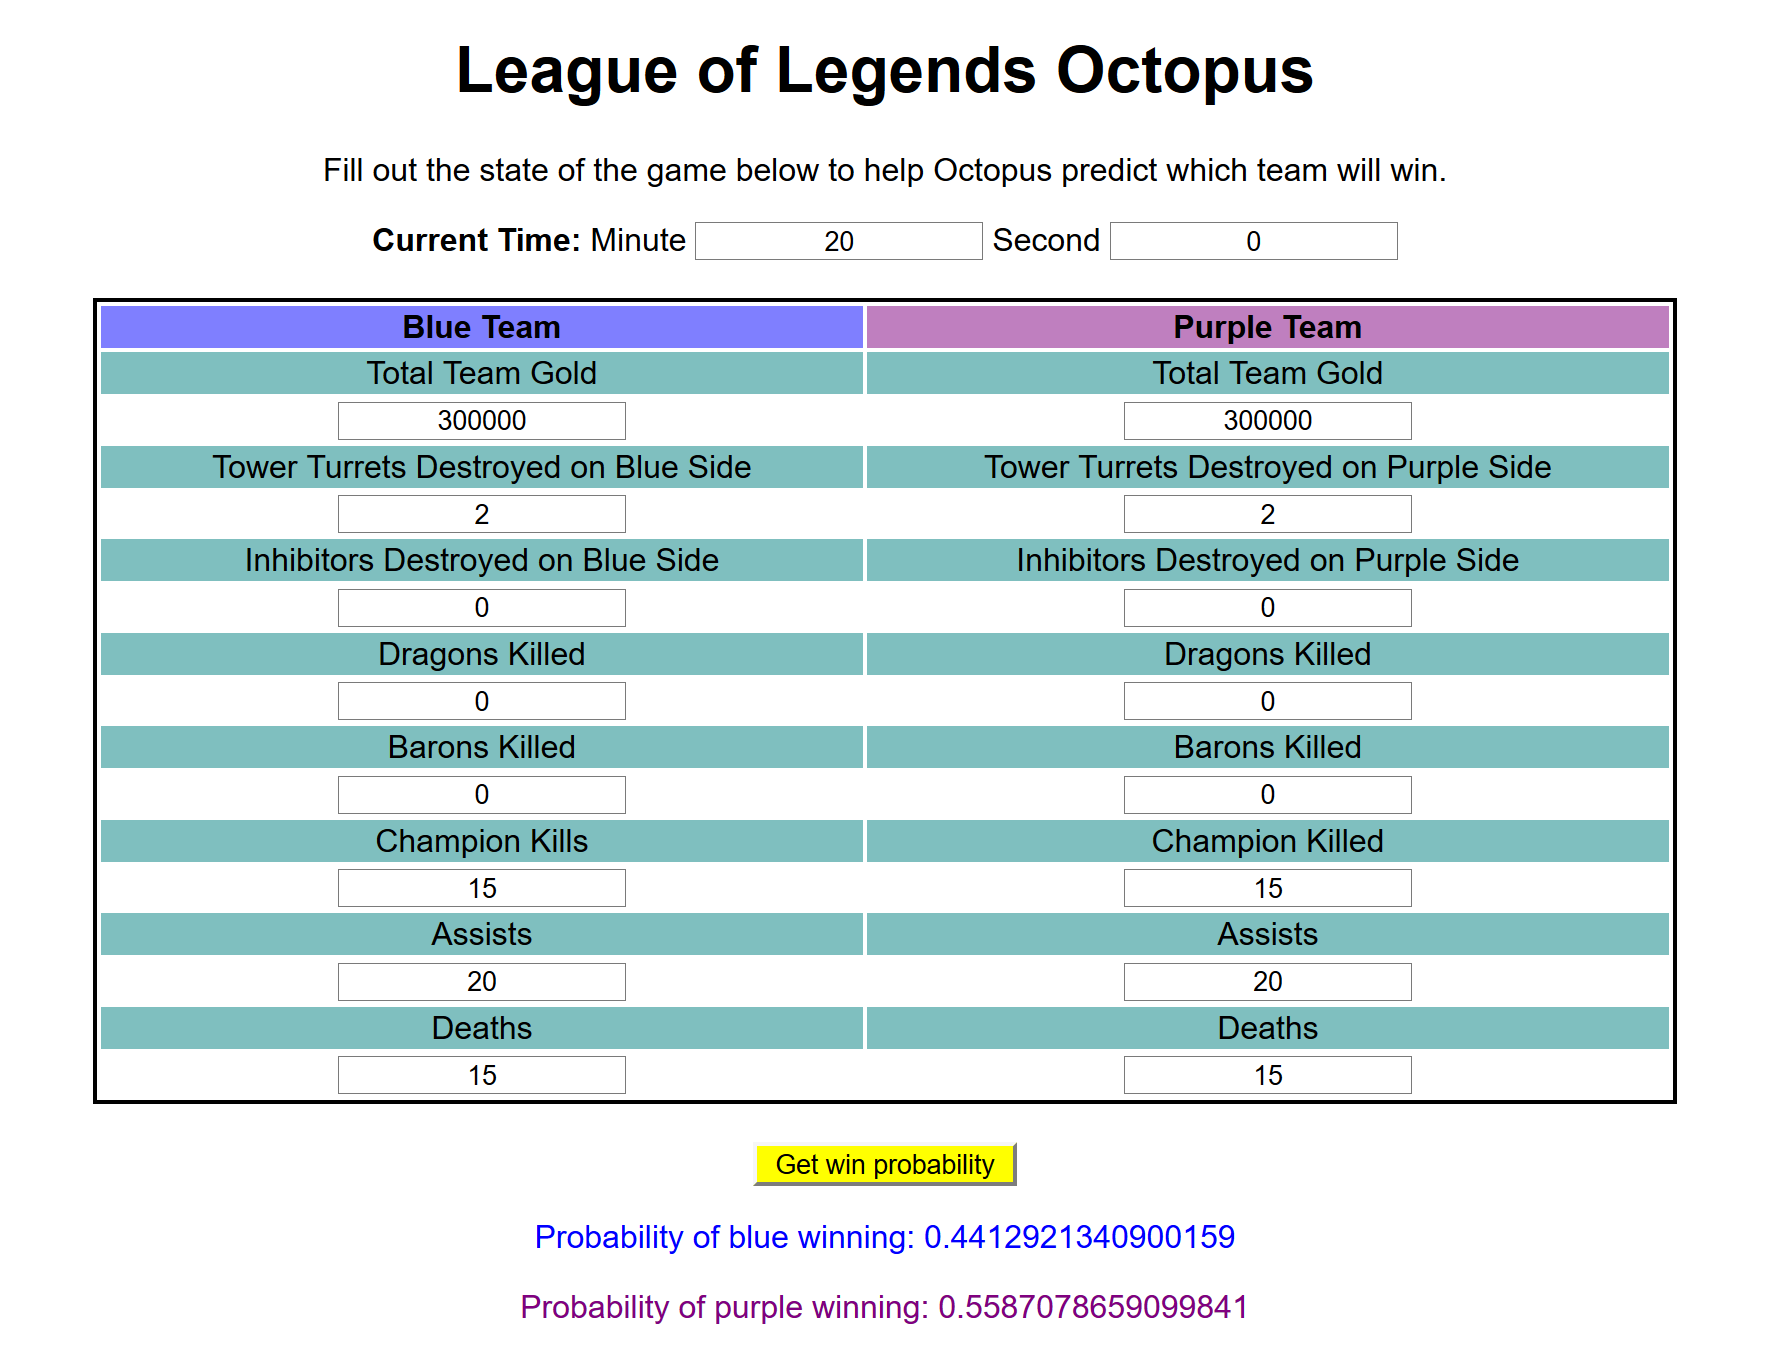 League of Legends Octopus
Fill out the state of the game below to help Octopus predict which team will win.
Current Time: Minute 20 Second 0
Blue Team Purple Team
Total Team Gold Total Team Gold
300000 300000
Tower Turrets Destroyed on Blue Side Tower Turrets Destroyed on Purple Side
2 2
Inhibitors Destroyed on Blue Side Inhibitors Destroyed on Purple Side
0 0
Dragons Killed Dragons Killed
0 0
Barons Killed Barons Killed
0 0
Champion Kills Champion Killed
15 15
Assists Assists
20 20
Deaths Deaths
15 15
Get win probability
Probability of blue winning: 0.4412921340900159
Probability of purple winning: 0.5587078659099841